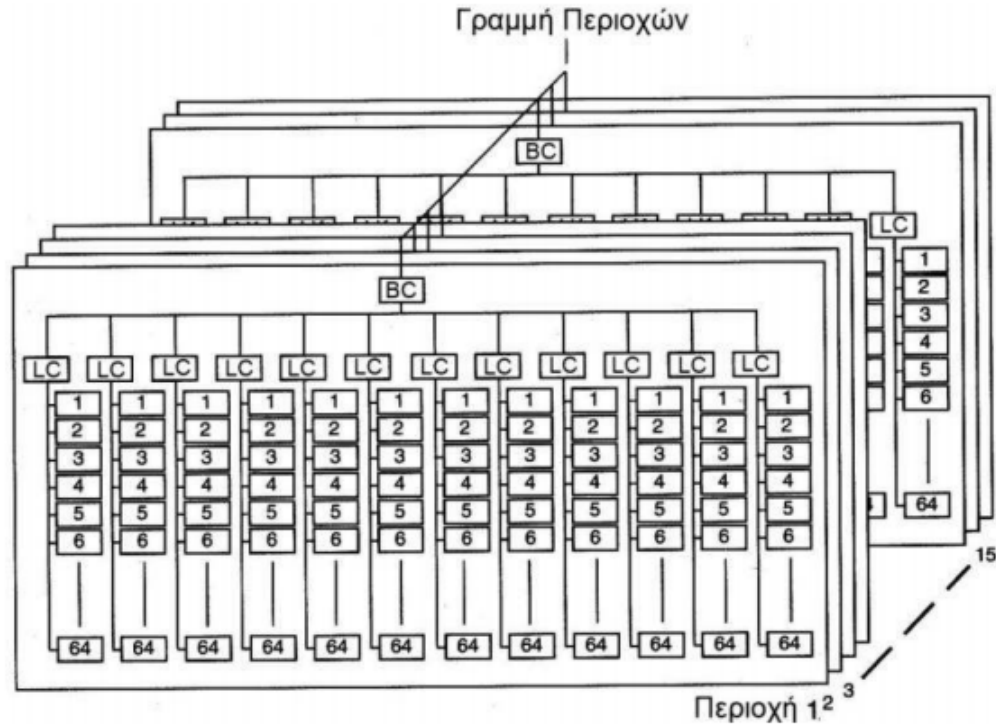 Γραμμή Περιοχών
BC
LC
1
2
3
4
5
6
64
BC
LC LC LC LC LC LC LC LC LC LC LC LC
1 1 1 1 1 1 1 1 1 1 1 1
2 2 2 2 2 2 2 2 2 2 2 2
3 3 3 3 3 3 3 3 3 3 3 3
4 4 4 4 4 4 4 4 4 4 4 4
5 5 5 5 5 5 5 5 5 5 5 5
6 6 6 6 6 6 6 6 6 6 6 6
64 64 64 64 64 64 64 64 64 64 64 64
Περιοχή 1 2 3 15